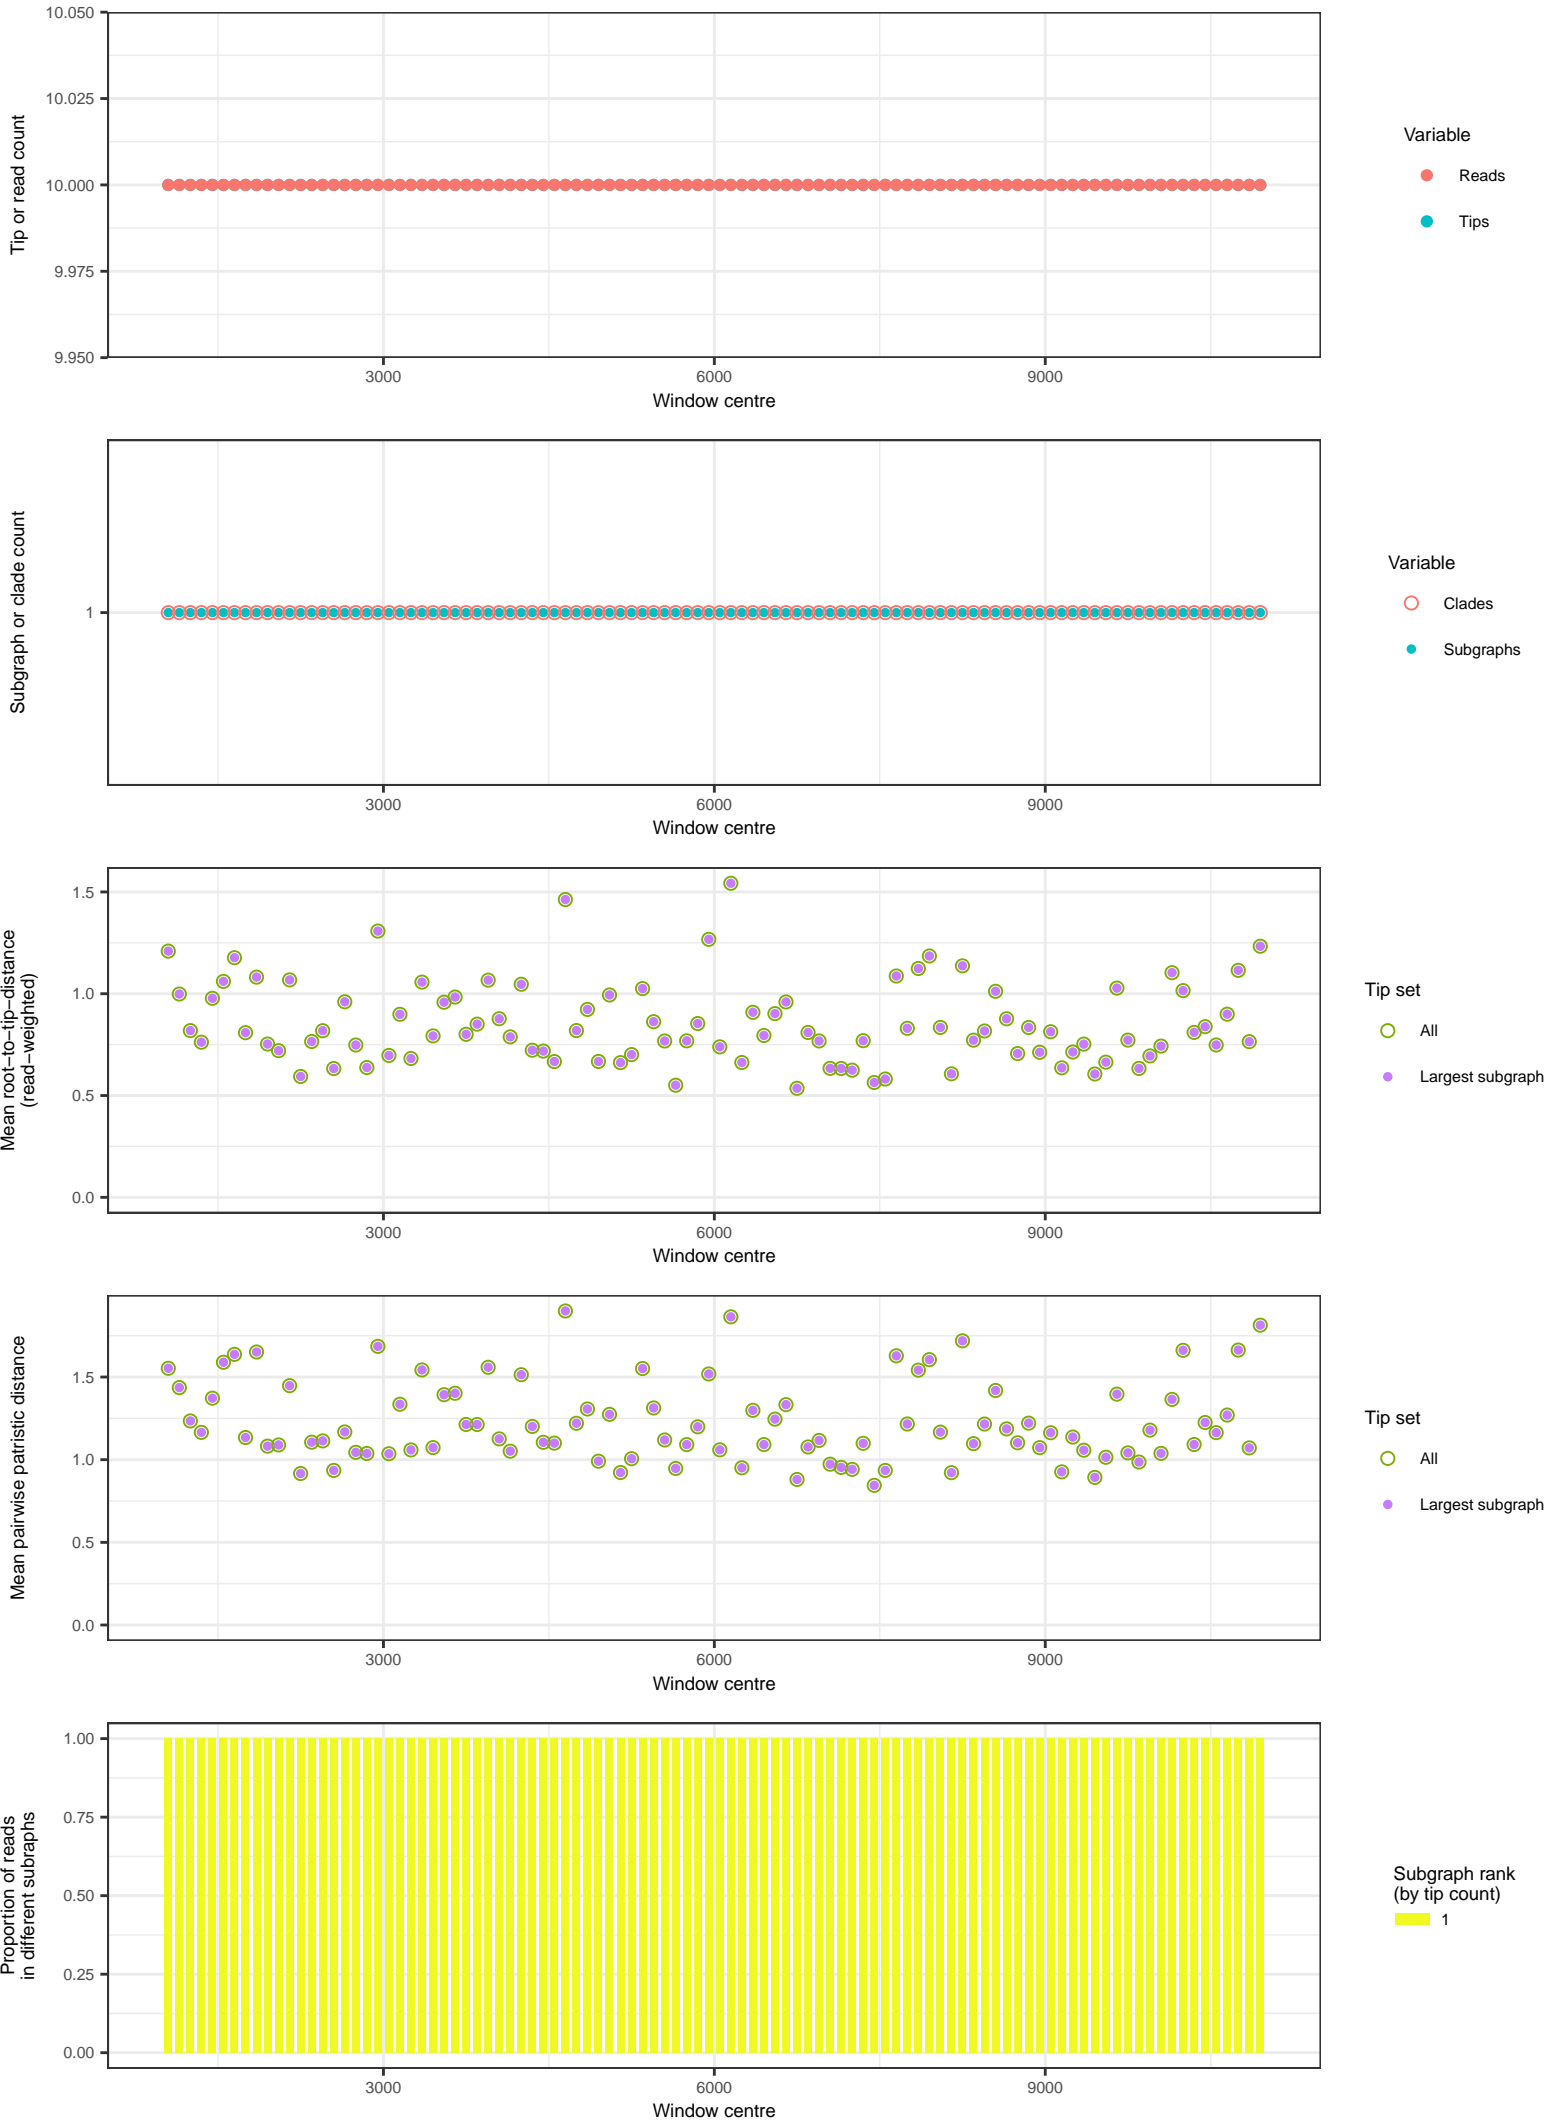 10.050
10.025
10.000
9.975
9.950
Tip or read count
3000 6000 9000
Window centre
Variable
Reads
Tips
1
Subgraph or clade count
3000 6000 9000
Window centre
Variable
Clades
Subgraphs
1.5
1.0
0.5
0.0
Mean root−to−tip−distance
(read−weighted)
3000 6000 9000
Window centre
Tip set
All
Largest subgraph
1.5
1.0
0.5
0.0
Mean pairwise patristic distance
3000 6000 9000
Window centre
Tip set
All
Largest subgraph
1.00
0.75
0.50
0.25
0.00
Proportion of reads
in different subraphs
3000 6000 9000
Window centre
Subgraph rank
(by tip count)
1